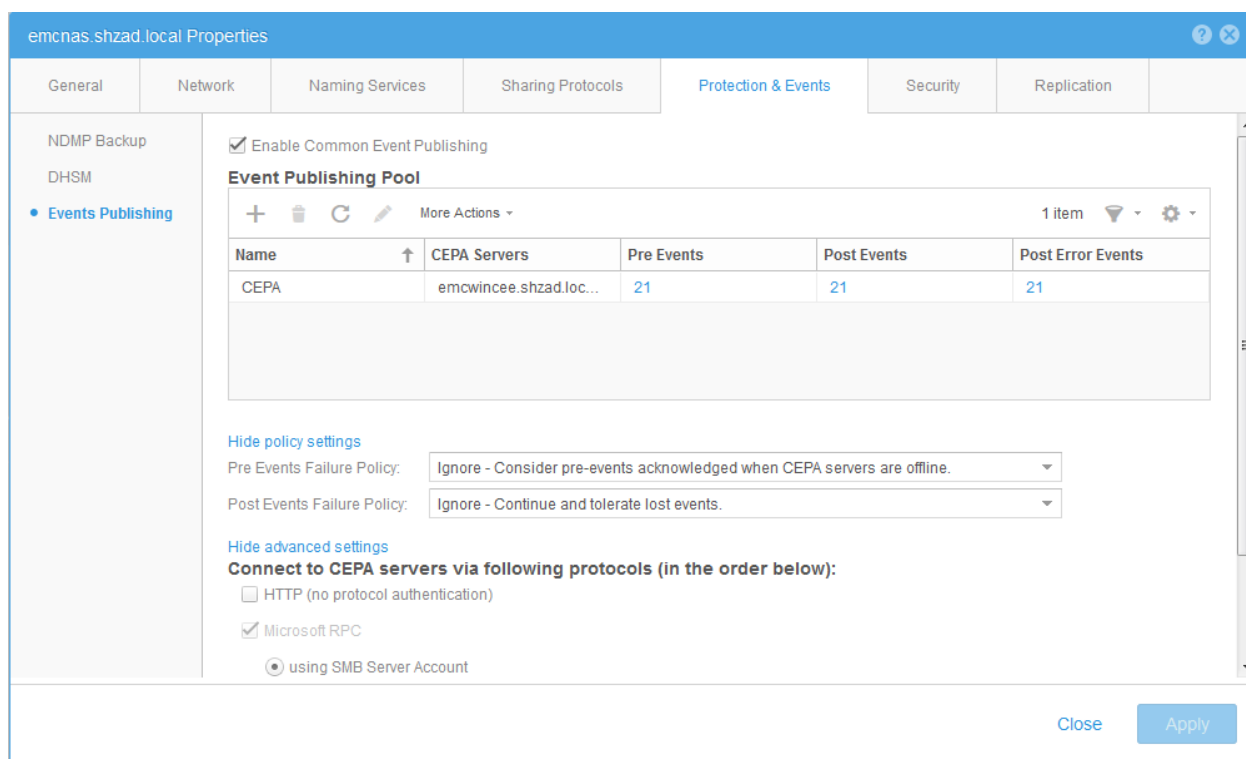 emcnas.shzad.local Properties
General Network Naming Services Sharing Protocols Protection & Events Security Replication
NDMP Backup
DHSM
Events Publishing
Enable Common Event Publishing
Event Publishing Pool
More Actions 1 item
Name CEPA Servers Pre Events Post Events Post Error Events
CEPA emcwincee.shzad.loc... 21 21 21
Hide policy settings
Pre Events Failure Policy: Ignore - Consider pre-events acknowledged when CEPA servers are offline.
Post Events Failure Policy: Ignore - Continue and tolerate lost events.
Hide advanced settings
Connect to CEPA servers via following protocols (in the order below):
HTTP (no protocol authentication)
Microsoft RPC
using SMB Server Account
Close Apply